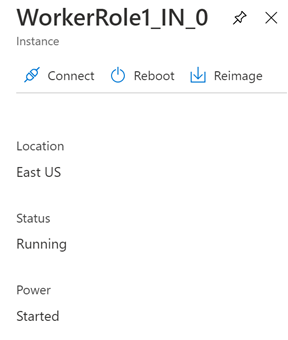 WorkerRole1_IN_0
Instance
Connect Reboot Reimage
Location
East US
Status
Running
Power
Started